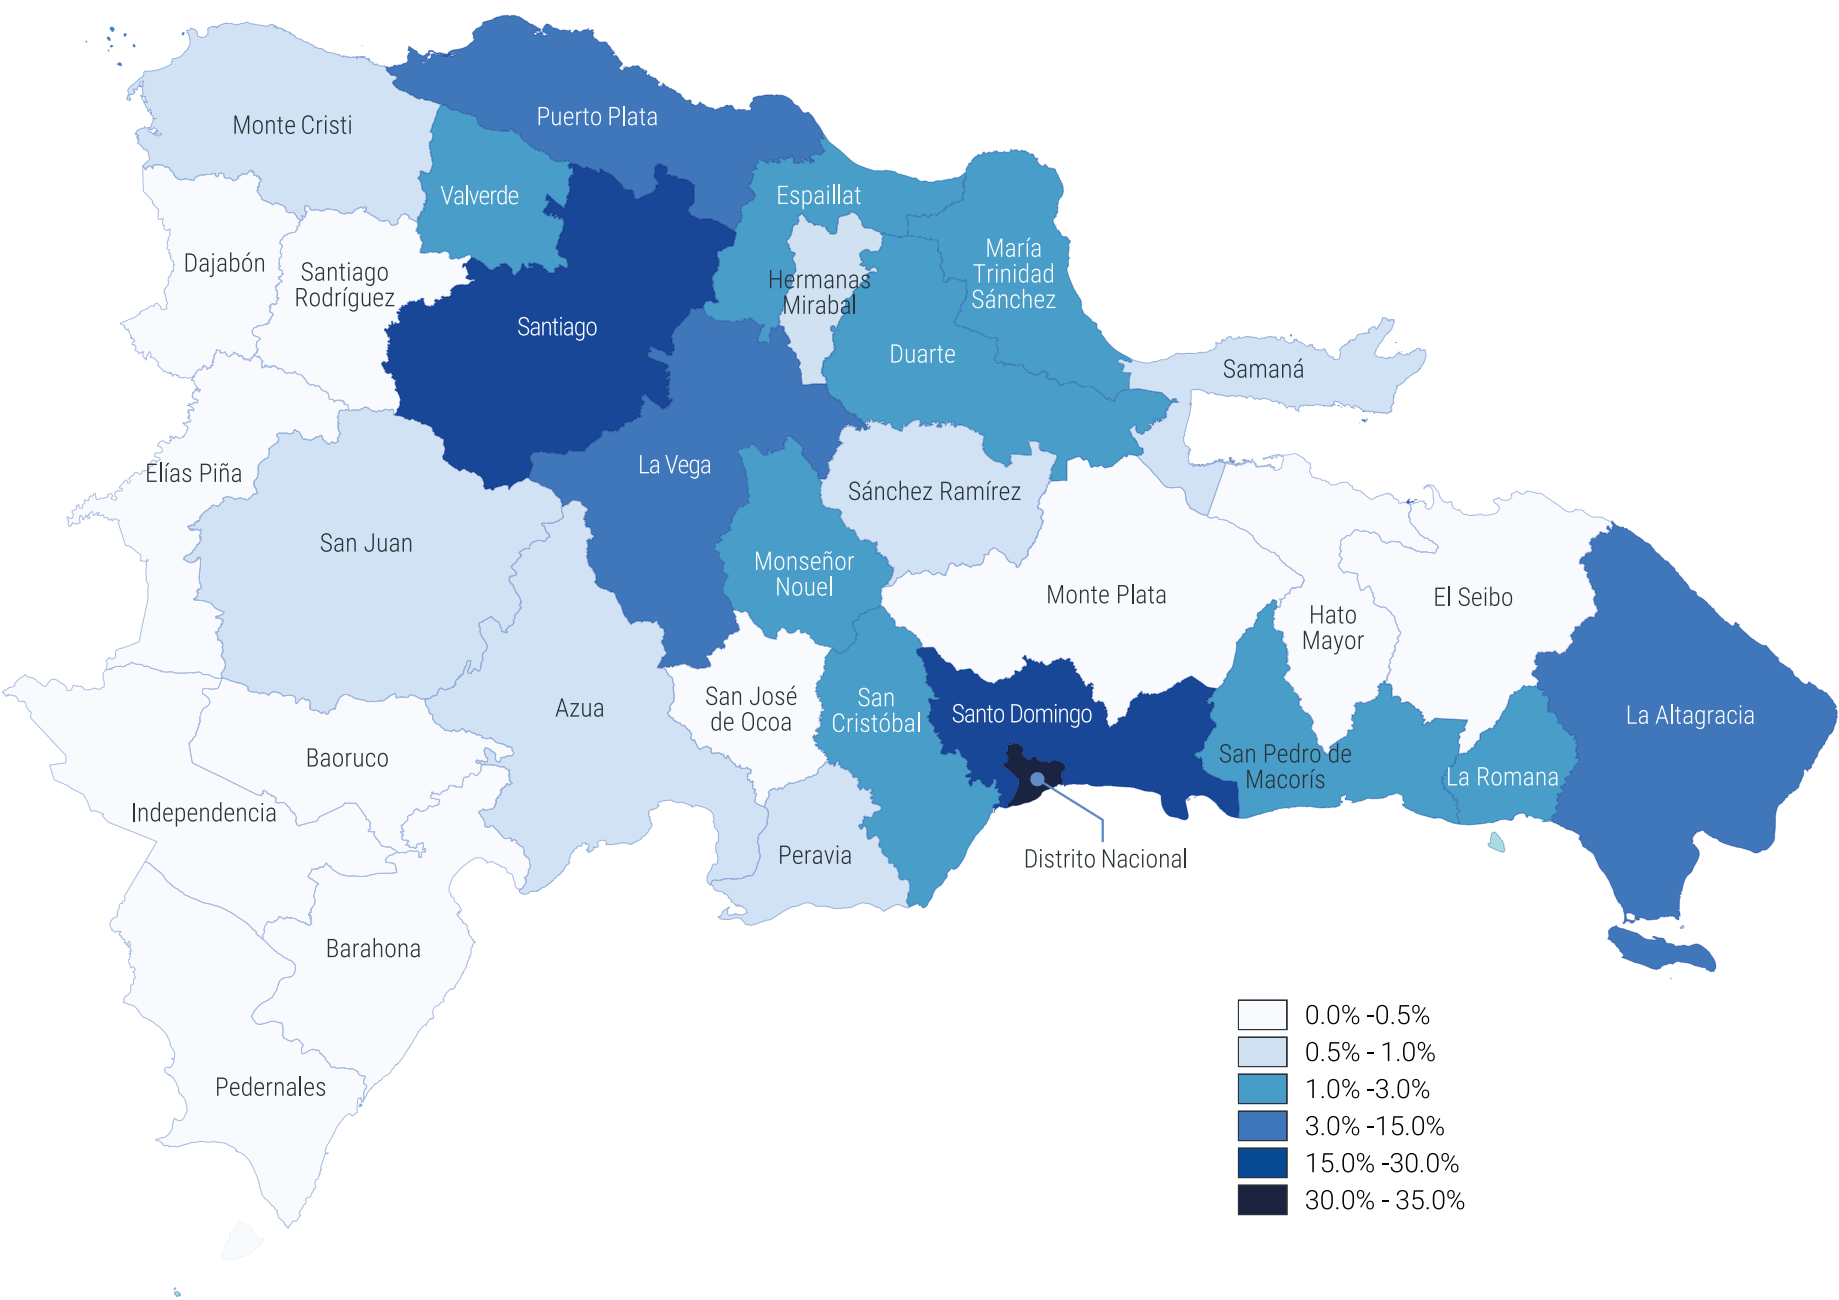 Puerto Plata
Monte Cristi
Valverde
Espaillat
Dajabón
Santiago
Rodríguez
Hermanas
Mirabal
María
Trinidad
Sánchez
Santiago
Duarte
Samaná
Elías Piña
La Vega
Sánchez Ramírez
San Juan
Monseñor
Nouel
Monte Plata
El Seibo
Hato
Mayor
Azua
San José
de Ocoa
San
Cristóbal
Santo Domingo
La Altagracia
Baoruco
San Pedro de
Macorís
La Romana
Independencia
Peravia
Distrito Nacional
Barahona
Pedernales
0.0% -0.5%
0.5% - 1.0%
1.0% -3.0%
3.0% -15.0%
15.0% -30.0%
30.0% - 35.0%